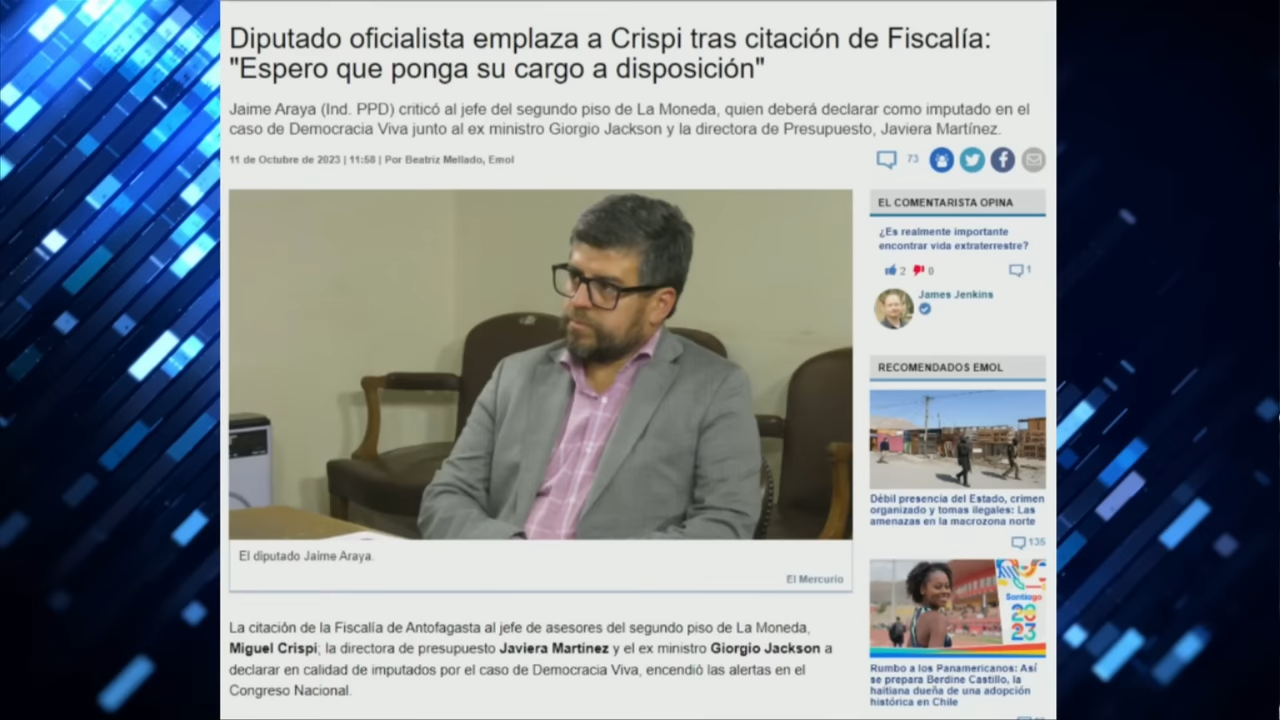 Diputado oficialista emplaza a Crispi tras citación de Fiscalía:
"Espero que ponga su cargo a disposición"
Jaime Araya (Ind. PPD) criticó al jefe del segundo piso de La Moneda, quien deberá declarar como imputado en el
caso de Democracia Viva junto al ex ministro Giorgio Jackson y la directora de Presupuesto, Javiera Martínez.
11 de Octubre de 2023 | 11:58 | Por Beatriz Mellado, Emol
73
El diputado Jaime Araya.
El Mercurio
La citación de la Fiscalía de Antofagasta al jefe de asesores del segundo piso de La Moneda,
Miguel Crispi; la directora de presupuesto Javiera Martínez y el ex ministro Giorgio Jackson a
declarar en calidad de imputados por el caso de Democracia Viva, encendió las alertas en el
Congreso Nacional.
EL COMENTARISTA OPINA
¿Es realmente importante
encontrar vida extraterrestre?
2 0 1
James Jenkins
RECOMENDADOS EMOL
Débil presencia del Estado, crimen
organizado y tomas ilegales: Las
amenazas en la macrozona norte
135
Santiago
2023
Rumbo a los Panamericanos: Así
se prepara Berdine Castillo, la
haitiana dueña de una adopción
histórica en Chile